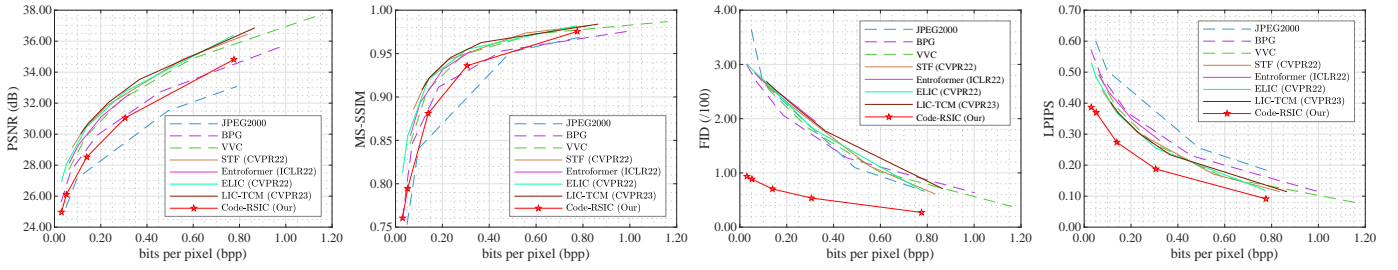 38.00
36.00
34.00
32.00
30.00
28.00
26.00
24.00
PSNR (dB)
0.00 0.20 0.40 0.60 0.80 1.00 1.20
bits per pixel (bpp)
JPEG2000
BPG
VVC
STF (CVPR22)
Entroformer (ICLR22)
ELIC (CVPR22)
LIC-TCM (CVPR23)
Code-RSIC (Our)
1.00
0.95
0.90
0.85
0.80
0.75
MS-SSIM
0.00 0.20 0.40 0.60 0.80 1.00 1.20
bits per pixel (bpp)
JPEG2000
BPG
VVC
STF (CVPR22)
Entroformer (ICLR22)
ELIC (CVPR22)
LIC-TCM (CVPR23)
Code-RSIC (Our)
4.00
3.00
2.00
1.00
0.00
FID (/100)
0.00 0.20 0.40 0.60 0.80 1.00 1.20
bits per pixel (bpp)
JPEG2000
BPG
VVC
STF (CVPR22)
Entroformer (ICLR22)
ELIC (CVPR22)
LIC-TCM (CVPR23)
Code-RSIC (Our)
0.70
0.60
0.50
0.40
0.30
0.20
0.10
0.00
LPIPS
0.00 0.20 0.40 0.60 0.80 1.00 1.20
bits per pixel (bpp)
JPEG2000
BPG
VVC
STF (CVPR22)
Entroformer (ICLR22)
ELIC (CVPR22)
LIC-TCM (CVPR23)
Code-RSIC (Our)